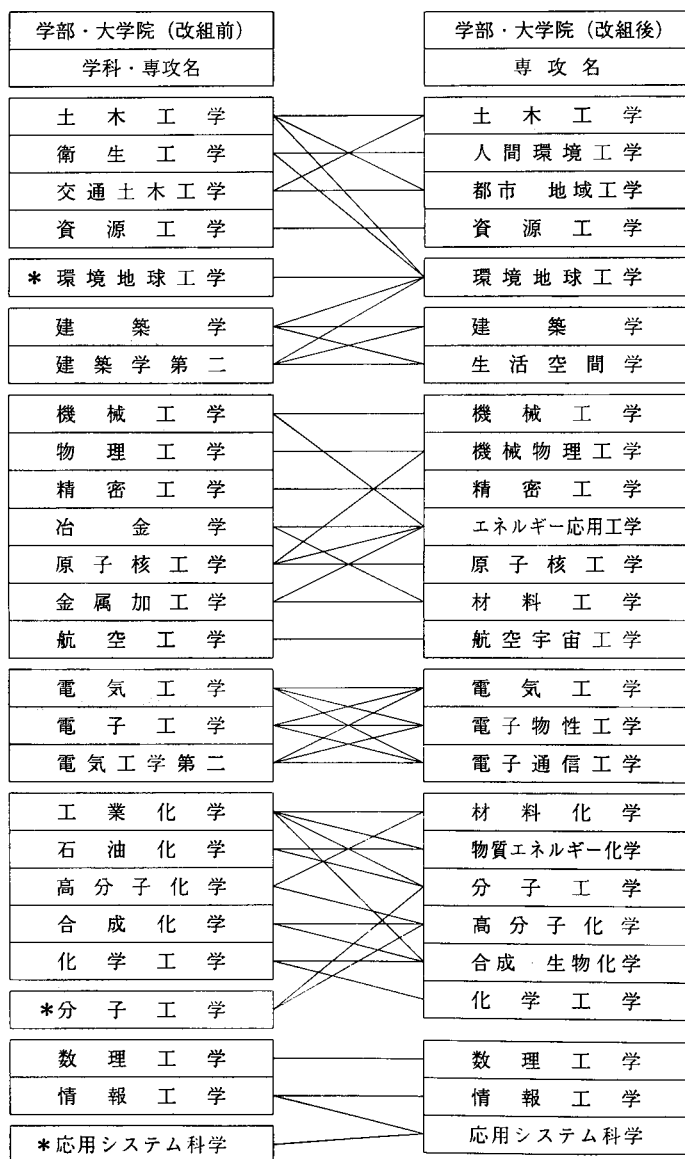 学部・大学院（改組前）
学科・専攻名
土木工学
衛生工学
交通土木工学
資源工学
＊環境地球工学
建築学
建築学第二
機械工学
物理工学
精密工学
冶金学
原子核工学
金属加工学
航空工学
電気工学
電子工学
電気工学第二
工業化学
石油化学
高分子化学
合成化学
化学工学
＊分子工学
数理工学
情報工学
＊応用システム科学
学部・大学院（改組後）
専攻名
土木工学
人間環境工学
都市 地域工学
資源工学
環境地球工学
建築学
生活空間学
機械工学
機械物理工学
精密工学
エネルギー応用工学
原子核工学
材料工学
航空宇宙工学
電気工学
電子物性工学
電子通信工学
材料化学
物質エネルギー化学
分子工学
高分子化学
合成 生物化学
化学工学
数理工学
情報工学
応用システム科学